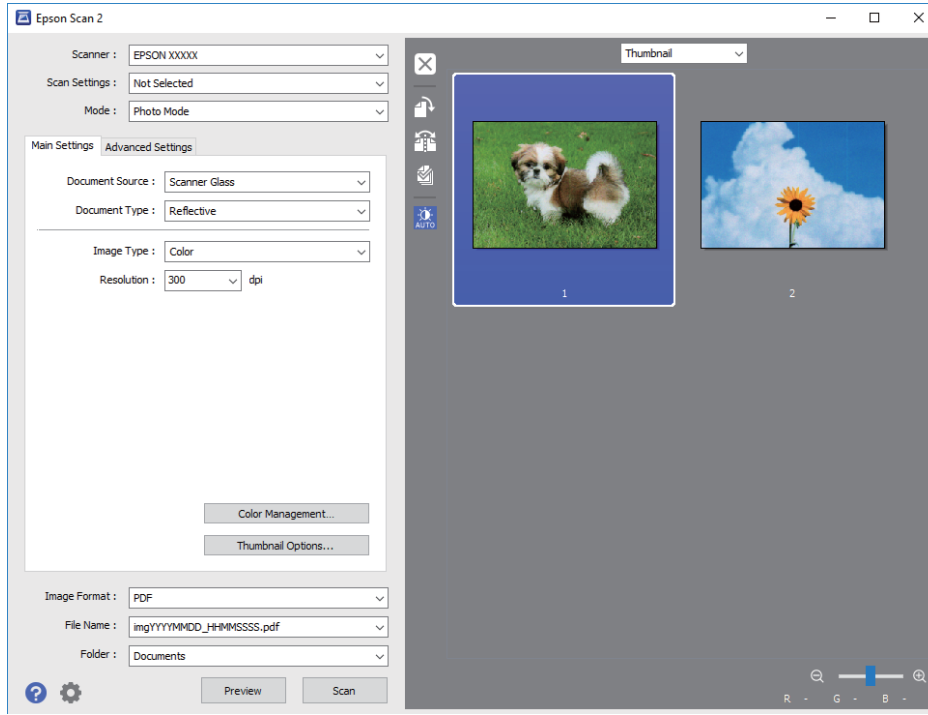 Epson Scan 2
Scanner : EPSON XXXXX
Scan Settings : Not Selected
Mode : Photo Mode
Main Settings Advanced Settings
Document Source : Scanner Glass
Document Type : Reflective
Image Type : Color
Resolution : 300 dpi
Color Management...
Thumbnail Options...
Image Format : PDF
File Name : imgYYYYMMDD_HHMMSSSS.pdf
Folder : Documents
? Preview Scan
Thumbnail
AUTO
1 2
R - G - B -